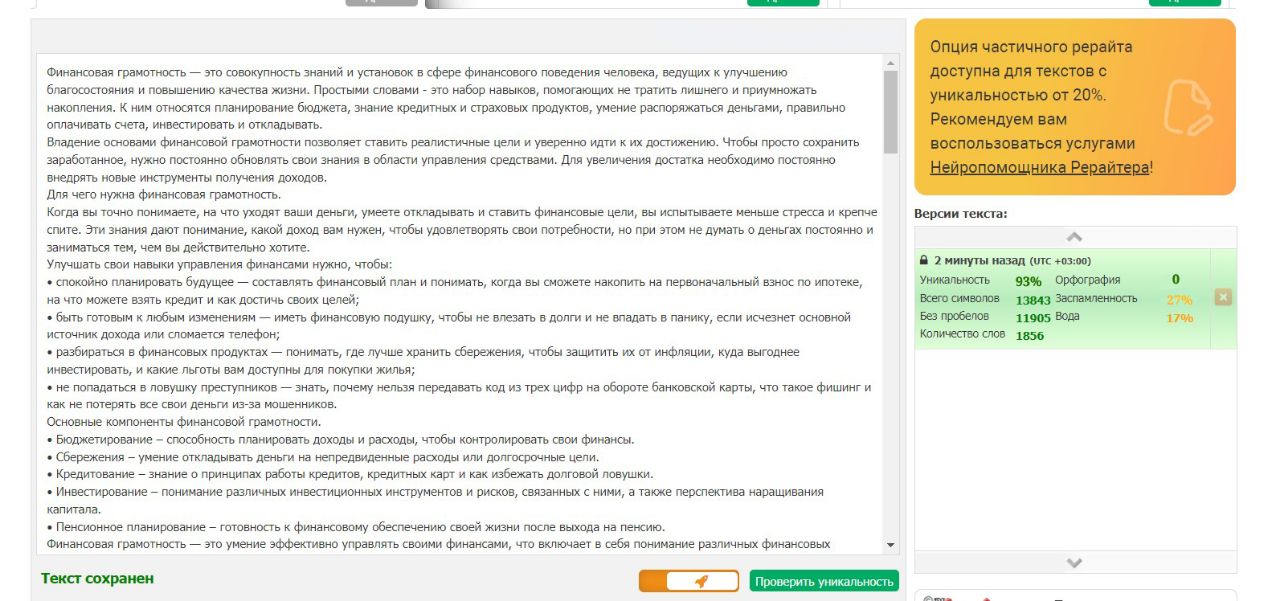 Финансовая грамотность — это совокупность знаний и установок в сфере финансового поведения человека, ведущих к улучшению
благосостояния и повышению качества жизни. Простыми словами - это набор навыков, помогающих не тратить лишнего и приумножать
накопления. К ним относятся планирование бюджета, знание кредитных и страховых продуктов, умение распоряжаться деньгами, правильно
оплачивать счета, инвестировать и откладывать.
Владение основами финансовой грамотности позволяет ставить реалистичные цели и уверенно идти к их достижению. Чтобы просто сохранить
заработанное, нужно постоянно обновлять свои знания в области управления средствами. Для увеличения достатка необходимо постоянно
внедрять новые инструменты получения доходов.
Для чего нужна финансовая грамотность.
Когда вы точно понимаете, на что уходят ваши деньги, умеете откладывать и ставить финансовые цели, вы испытываете меньше стресса и крепче
спите. Эти знания дают понимание, какой доход вам нужен, чтобы удовлетворять свои потребности, но при этом не думать о деньгах постоянно и
заниматься тем, чем вы действительно хотите.
Улучшать свои навыки управления финансами нужно, чтобы:
• спокойно планировать будущее — составлять финансовый план и понимать, когда вы сможете накопить на первоначальный взнос по ипотеке,
на что можете взять кредит и как достичь своих целей;
• быть готовым к любым изменениям — иметь финансовую подушку, чтобы не влезать в долги и не впадать в панику, если исчезнет основной
источник дохода или сломается телефон;
• разбираться в финансовых продуктах — понимать, где лучше хранить сбережения, чтобы защитить их от инфляции, куда выгоднее
инвестировать, и какие льготы вам доступны для покупки жилья;
• не попадаться в ловушку преступников — знать, почему нельзя передавать код из трех цифр на обороте банковской карты, что такое фишинг и
как не потерять все свои деньги из-за мошенников.
Основные компоненты финансовой грамотности.
• Бюджетирование – способность планировать доходы и расходы, чтобы контролировать свои финансы.
• Сбережения – умение откладывать деньги на непредвиденные расходы или долгосрочные цели.
• Кредитование – знание о принципах работы кредитов, кредитных карт и как избежать долговой ловушки.
• Инвестирование – понимание различных инвестиционных инструментов и рисков, связанных с ними, а также перспектива наращивания
капитала.
• Пенсионное планирование – готовность к финансовому обеспечению своей жизни после выхода на пенсию.
Финансовая грамотность — это умение эффективно управлять своими финансами, что включает в себя понимание различных финансовых
Текст сохранен
Проверить уникальность
Опция частичного рерайта
доступна для текстов с
уникальностью от 20%.
Рекомендуем вам
воспользоваться услугами
Нейропомощника Рерайтера!
Версии текста:
2 минуты назад (UTC +03:00)
Уникальность 93% Орфография 0
Всего символов 13843 Заспамленность 27%
Без пробелов 11905 Вода 17%
Количество слов 1856